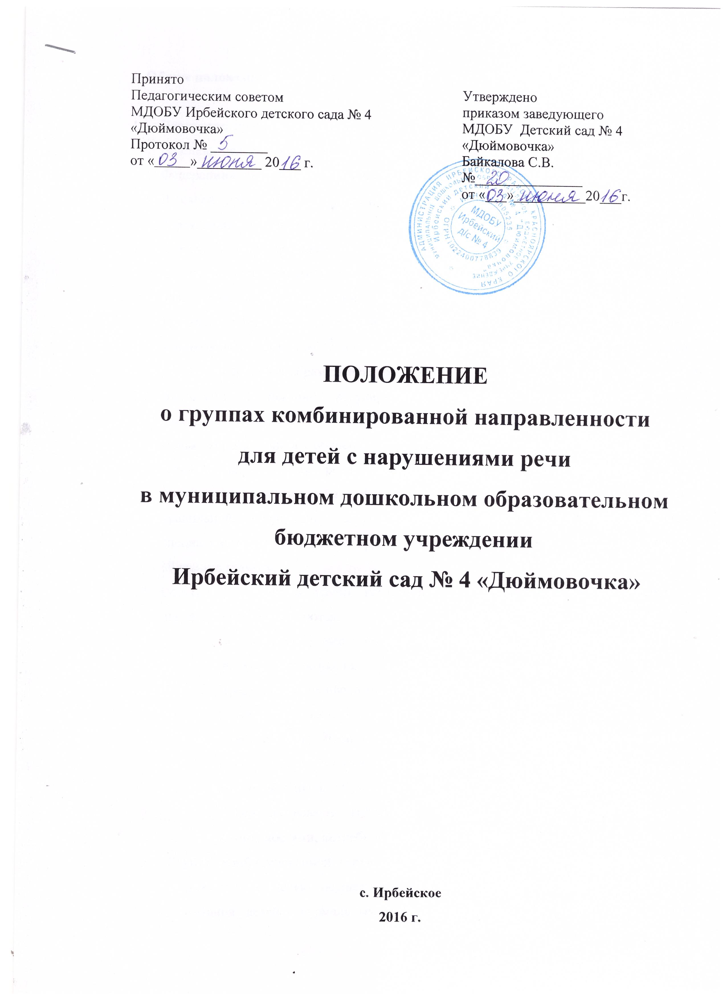 Принято
Педагогическим советом
МДОБУ Ирбейского детского сада № 4
«Дюймовочка»
Протокол № 5
от «03» июня 2016 г.
Утверждено
приказом заведующего
МДОБУ Детский сад № 4
«Дюймовочка»
Байкалова С.В.
№ 20
от «03» июня 2016 г.
АДМИНИСТРАЦИЯ ИРБЕЙСКОГО РАЙОНА КРАСНОЯРСКОГО КРАЯ
МУНИЦИПАЛЬНОЕ ДОШКОЛЬНОЕ ОБРАЗОВАТЕЛЬНОЕ БЮДЖЕТНОЕ УЧРЕЖДЕНИЕ
Ирбейский детский сад № 4 "Дюймовочка"
ОГРН 1022400778839
МДОБУ
Ирбейский
д/с № 4
ПОЛОЖЕНИЕ
о группах комбинированной направленности
для детей с нарушениями речи
в муниципальном дошкольном образовательном
бюджетном учреждении
Ирбейский детский сад № 4 «Дюймовочка»
с. Ирбейское
2016 г.